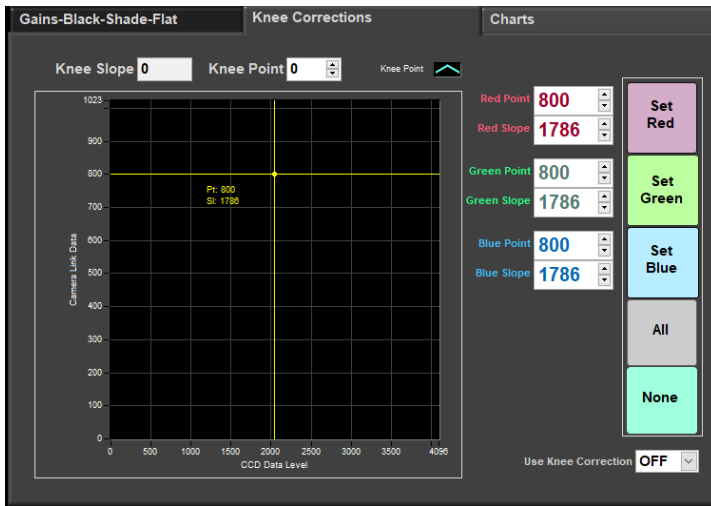 Gains-Black-Shade-Flat
Knee Corrections
Charts
Knee Slope 0
Knee Point 0
Knee Point
1023
900
800
700
600
500
400
300
200
100
0
Camera Link Data
Pt: 800
Sl: 1786
0 500 1000 1500 2000 2500 3000 3500 4096
CCD Data Level
Red Point 800
Red Slope 1786
Green Point 800
Green Slope 1786
Blue Point 800
Blue Slope 1786
Set
Red
Set
Green
Set
Blue
All
None
Use Knee Correction OFF